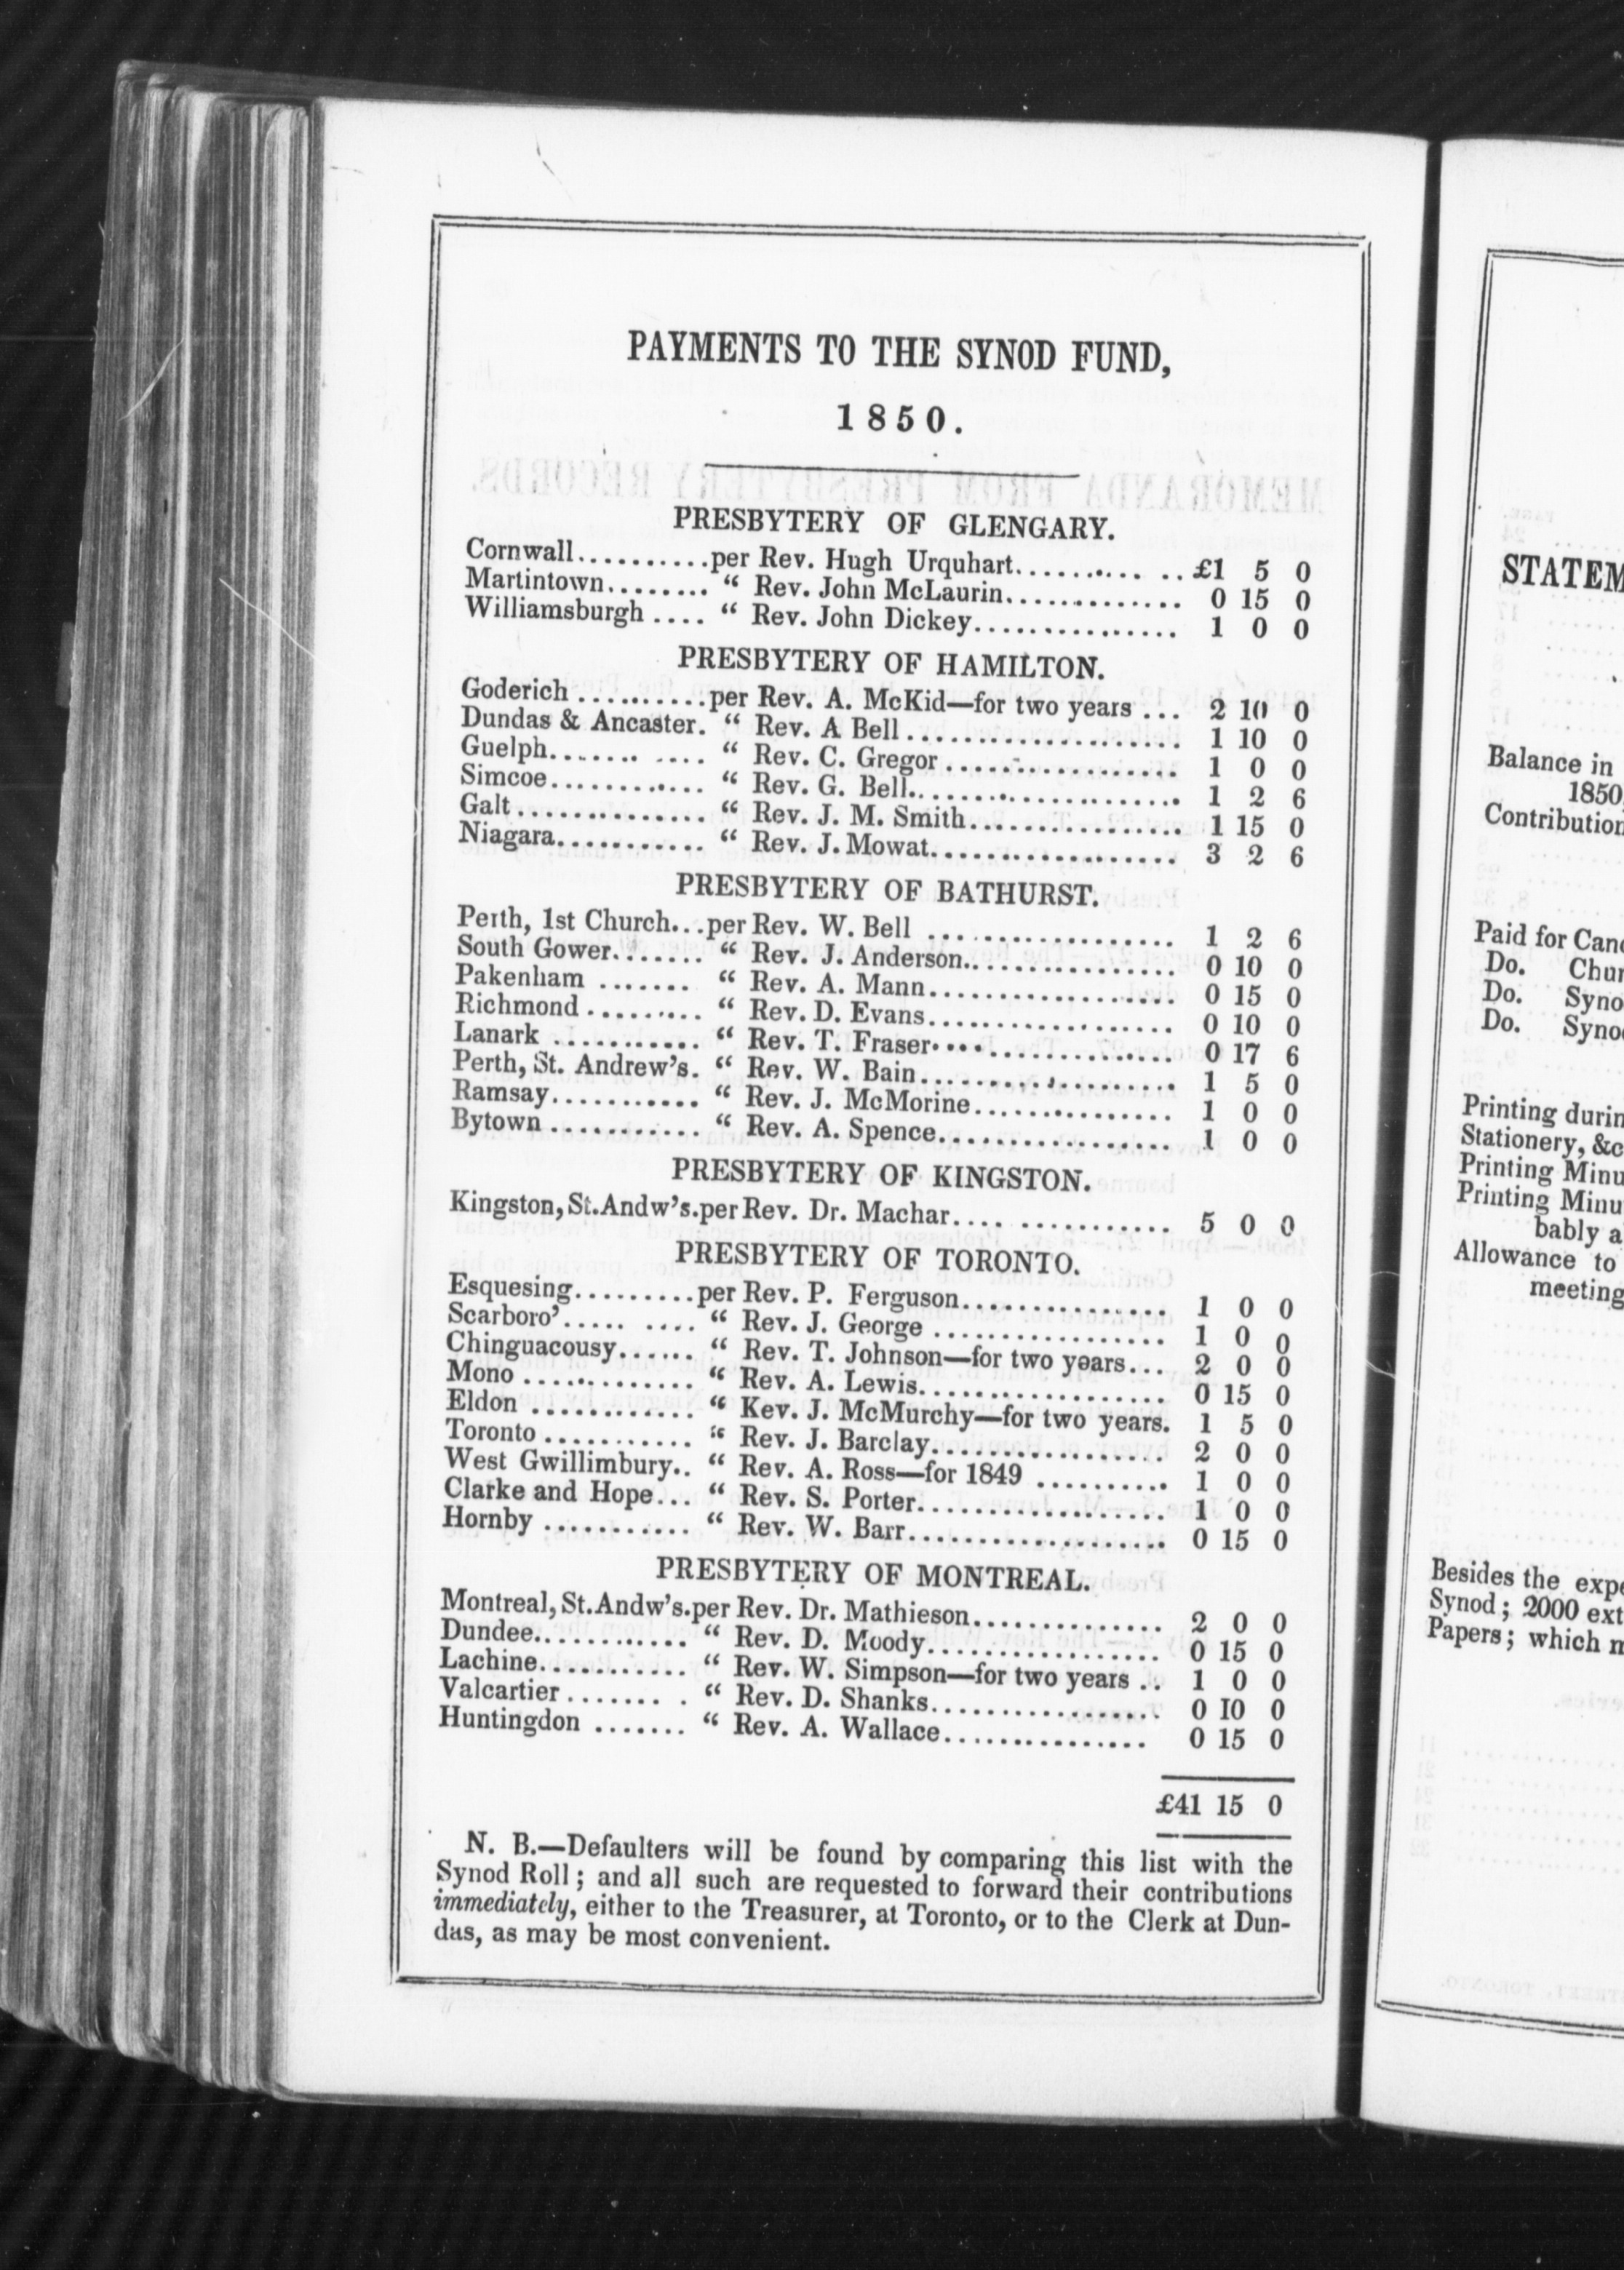 PAYMENTS TO THE SYNOD FUND,
1850.
PRESBYTERY OF GLENGARY.
Cornwall..........per Rev. Hugh Urquhart............ £1 5 0
Martintown........ “ Rev. John McLaurin............. 0 15 0
Williamsburgh .... “ Rev. John Dickey............... 1 0 0
PRESBYTERY OF HAMILTON.
Goderich ..........per Rev. A. McKid—for two years ... 2 10 0
Dundas & Ancaster. “ Rev. A Bell ................... 1 10 0
Guelph....... .... “ Rev. C. Gregor ................ 1 0 0
Simcoe............ “ Rev. G. Bell................... 1 2 6
Galt .............. “ Rev. J. M. Smith............... 1 15 0
Niagara........... “ Rev. J. Mowat.................. 3 2 6
PRESBYTERY OF BATHURST.
Perth, 1st Church...per Rev. W. Bell .................. 1 2 6
South Gower....... “ Rev. J. Anderson............... 0 10 0
Pakenham ....... “ Rev. A. Mann.................. 0 15 0
Richmond ......... “ Rev. D. Evans.................. 0 10 0
Lanark ........... “ Rev. T. Fraser................. 0 17 6
Perth, St. Andrew’s. “ Rev. W. Bain................... 1 5 0
Ramsay........... “ Rev. J. McMorine............... 1 0 0
Bytown ........... “ Rev. A. Spence................. 1 0 0
PRESBYTERY OF KINGSTON.
Kingston, St. Andw’s. per Rev. Dr. Machar.... ........... 5 0 0
PRESBYTERY OF TORONTO.
Esquesing.........per Rev. P. Ferguson............... 1 0 0
Scarboro’..... .... “ Rev. J. George ................. 1 0 0
Chinguacousy...... “ Rev. T. Johnson—for two years... 2 0 0
Mono ............. “ Rev. A. Lewis.................. 0 15 0
Eldon ............ “ Kev. J. McMurchy—for two years. 1 5 0
Toronto ........... “ Rev. J. Barclay................. 2 0 0
West Gwillimbury.. “ Rev. A. Ross—for 1849 .......... 1 0 0
Clarke and Hope... “ Rev. S. Porter.................. 1 0 0
Hornby ........... “ Rev. W. Barr................... 0 15 0
PRESBYTERY OF MONTREAL.
Montreal, St. Andw’s. per Rev. Dr. Mathieson.............. 2 0 0
Dundee............ “ Rev. D. Moody.................. 0 15 0
Lachine........... “ Rev. W. Simpson—for two years .. 1 0 0
Valcartier ....... . “ Rev. D. Shanks................. 0 10 0
Huntingdon ....... “ Rev. A. Wallace............... 0 15 0
£41 15 0
N. B.—Defaulters will be found by comparing this list with the
Synod Roll; and all such are requested to forward their contributions
immediately, either to the Treasurer, at Toronto, or to the Clerk at Dun-
das, as may be most convenient.
STATEM
Balance in
1850
Contribution
Paid for
Do.
Do. Syno
Do.
Printing durin
Stationery, &c
Printing Minu
Printing Minu
bably a
Allowance to
meeting
Besides the expe
Synod; 2000 ext
Papers; which